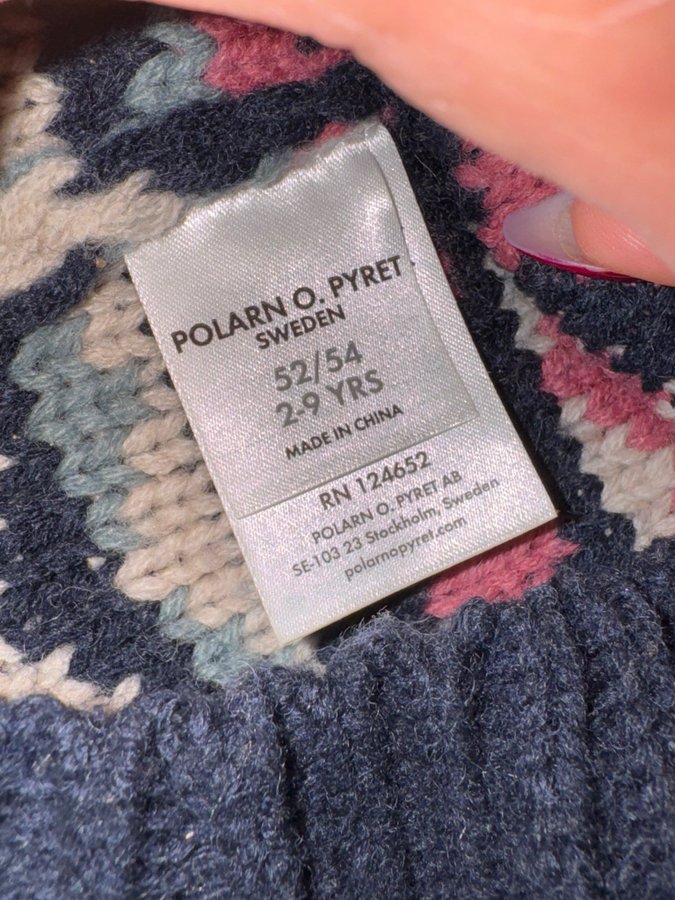 POLARN O. PYRET
SWEDEN
52/54
2-9 YRS
MADE IN CHINA
RN 124652
POLARN O. PYRET AB
SE-103 23 Stockholm, Sweden
polarnopyret.com